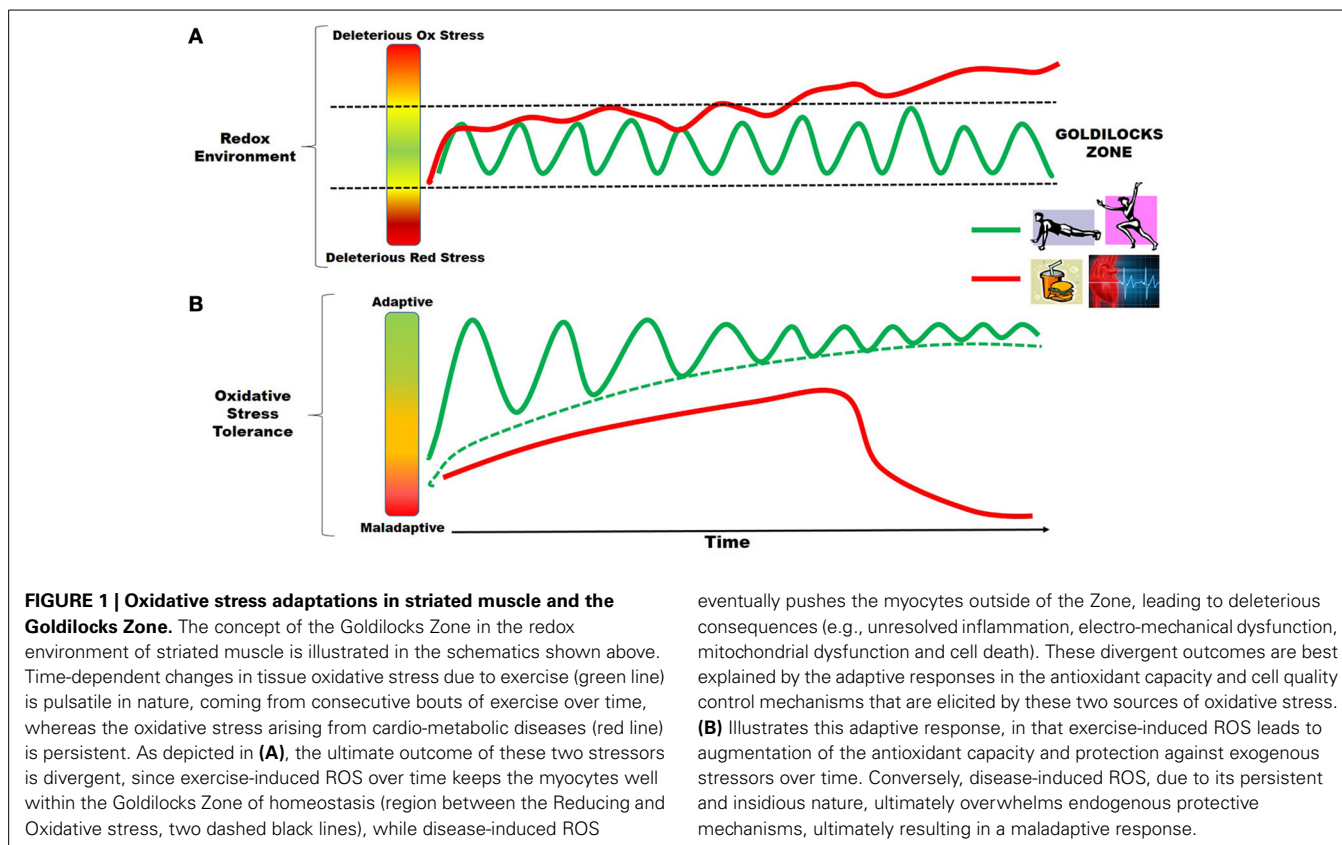 A
Deleterious Ox Stress
Redox
Environment
GOLDILOCKS
ZONE
Deleterious Red Stress
B
Adaptive
Oxidative
Stress
Tolerance
Maladaptive
Time
FIGURE 1 | Oxidative stress adaptations in striated muscle and the
Goldilocks Zone. The concept of the Goldilocks Zone in the redox
environment of striated muscle is illustrated in the schematics shown above.
Time-dependent changes in tissue oxidative stress due to exercise (green line)
is pulsatile in nature, coming from consecutive bouts of exercise over time,
whereas the oxidative stress arising from cardio-metabolic diseases (red line)
is persistent. As depicted in (A), the ultimate outcome of these two stressors
is divergent, since exercise-induced ROS over time keeps the myocytes well
within the Goldilocks Zone of homeostasis (region between the Reducing and
Oxidative stress, two dashed black lines), while disease-induced ROS
eventually pushes the myocytes outside of the Zone, leading to deleterious
consequences (e.g., unresolved inflammation, electro-mechanical dysfunction,
mitochondrial dysfunction and cell death). These divergent outcomes are best
explained by the adaptive responses in the antioxidant capacity and cell quality
control mechanisms that are elicited by these two sources of oxidative stress.
(B) Illustrates this adaptive response, in that exercise-induced ROS leads to
augmentation of the antioxidant capacity and protection against exogenous
stressors over time. Conversely, disease-induced ROS, due to its persistent
and insidious nature, ultimately overwhelms endogenous protective
mechanisms, ultimately resulting in a maladaptive response.